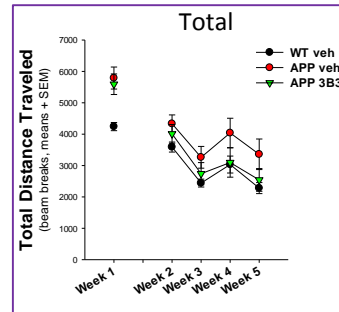 Total
WT veh
APP veh
APP 3B3
Total Distance Traveled
(beam breaks, means + SEM)
7000
6000
5000
4000
3000
2000
1000
0
Week 1
Week 2
Week 3
Week 4
Week 5